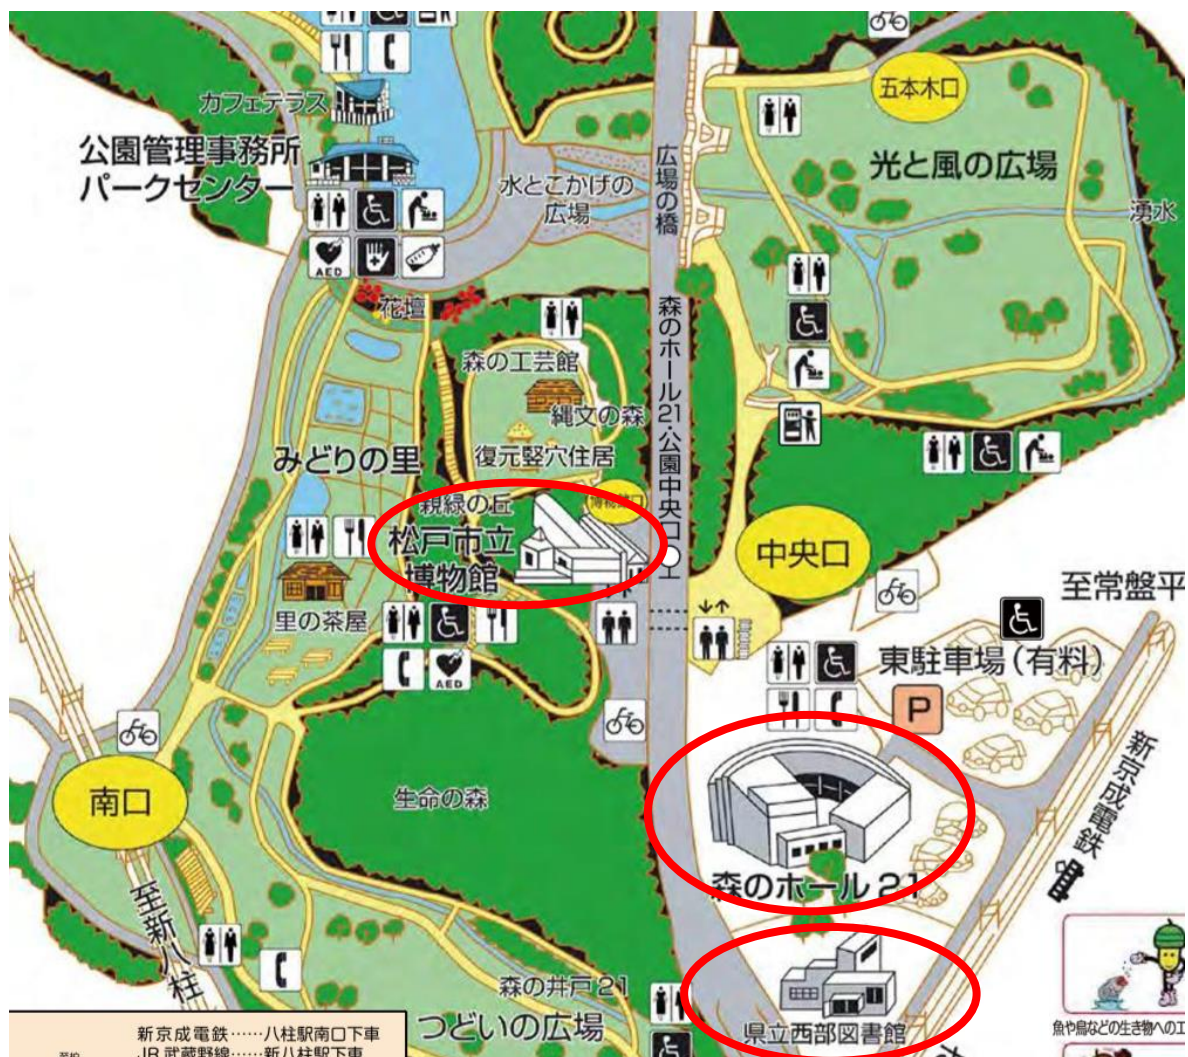 カフェテラス
公園管理事務所
パークセンター
AED
水とこかげの
広場
広場の橋
五本木口
光と風の広場
湧水
花壇
森の工芸館
縄文の森
復元竪穴住居
みどりの里
親緑の丘
松戸市立
博物館
森のホール21・公園中央口
中央口
里の茶屋
AED
至常盤平
東駐車場(有料)
P
新京成電鉄
南口
生命の森
森のホール21
至新八柱
森の井戸21
つどいの広場
県立西部図書館
魚や鳥などの生き物へのエ
新京成電鉄……八柱駅南口下車
JR武蔵野線……新八柱駅下車